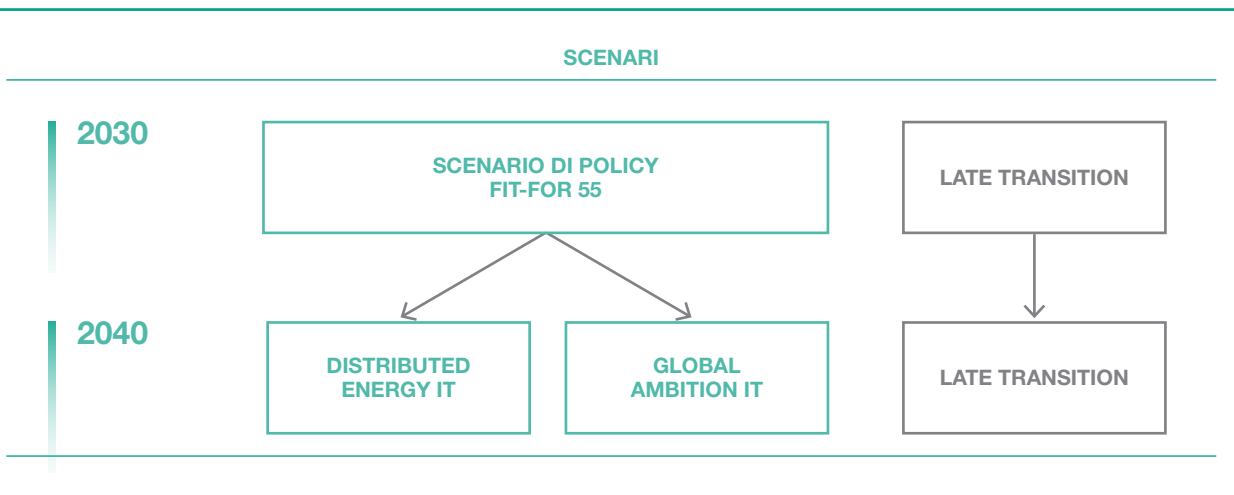 SCENARI
2030
SCENARIO DI POLICY
FIT-FOR 55
LATE TRANSITION
2040
DISTRIBUTED
ENERGY IT
GLOBAL
AMBITION IT
LATE TRANSITION